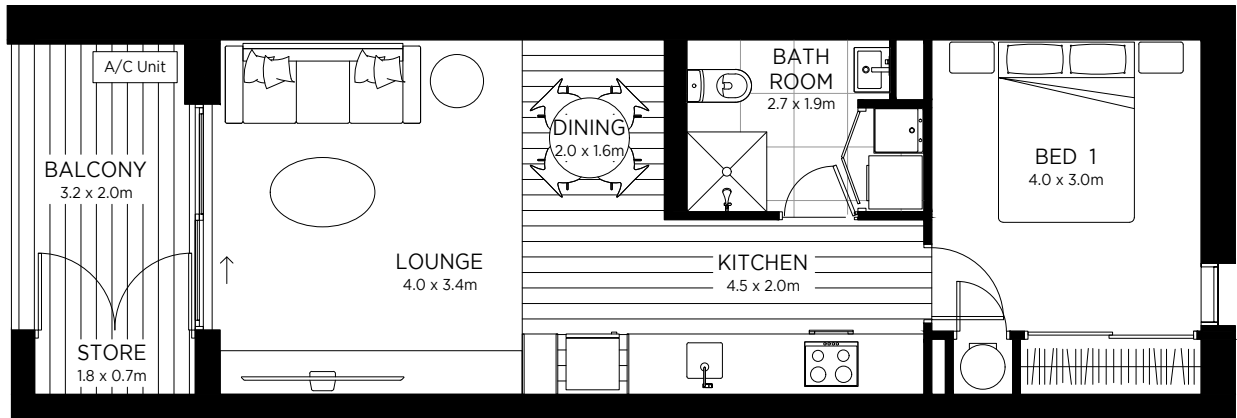 A/C Unit
BALCONY
3.2 x 2.0m
STORE
1.8 x 0.7m
LOUNGE
4.0 x 3.4m
DINING
2.0 x 1.6m
KITCHEN
4.5 x 2.0m
BATH
ROOM
2.7 x 1.9m
BED 1
4.0 x 3.0m